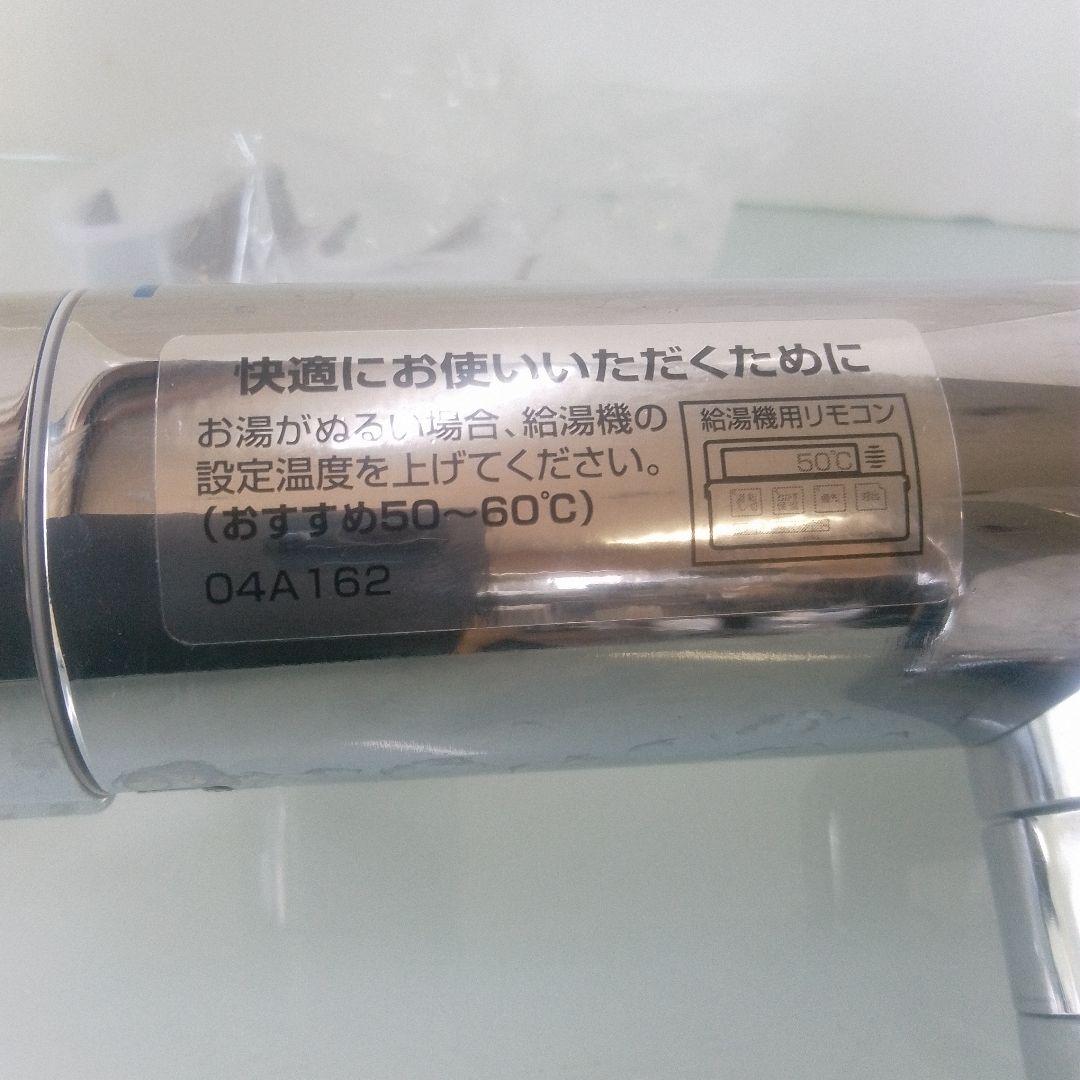 快適にお使いいただくために
お湯がぬるい場合、給湯機の
設定温度を上げてください。
(おすすめ50〜60℃)
04A162
給湯機用リモコン
50℃